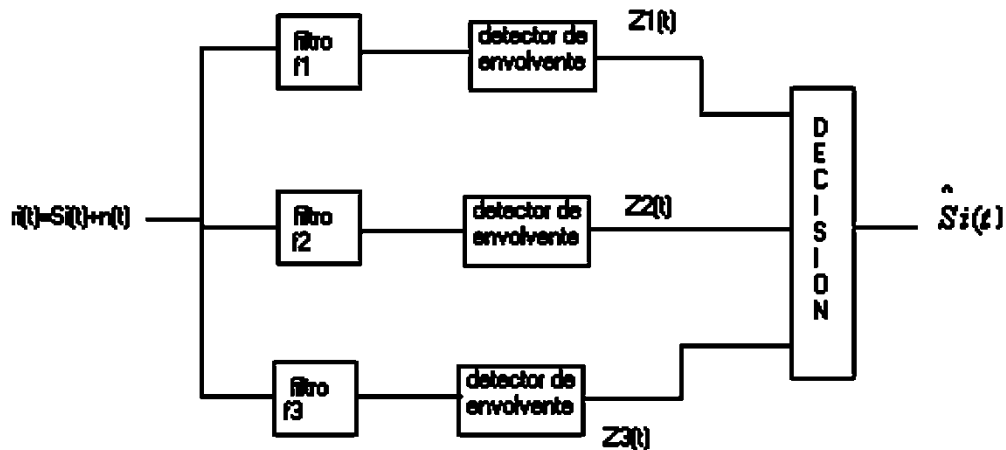 filtro
f1
detector de
envolvente
Z1(t)
ri(t)=Si(t)+n(t)
filtro
f2
detector de
envolvente
Z2(t)
DECISION
Ŝi(t)
filtro
f3
detector de
envolvente
Z3(t)